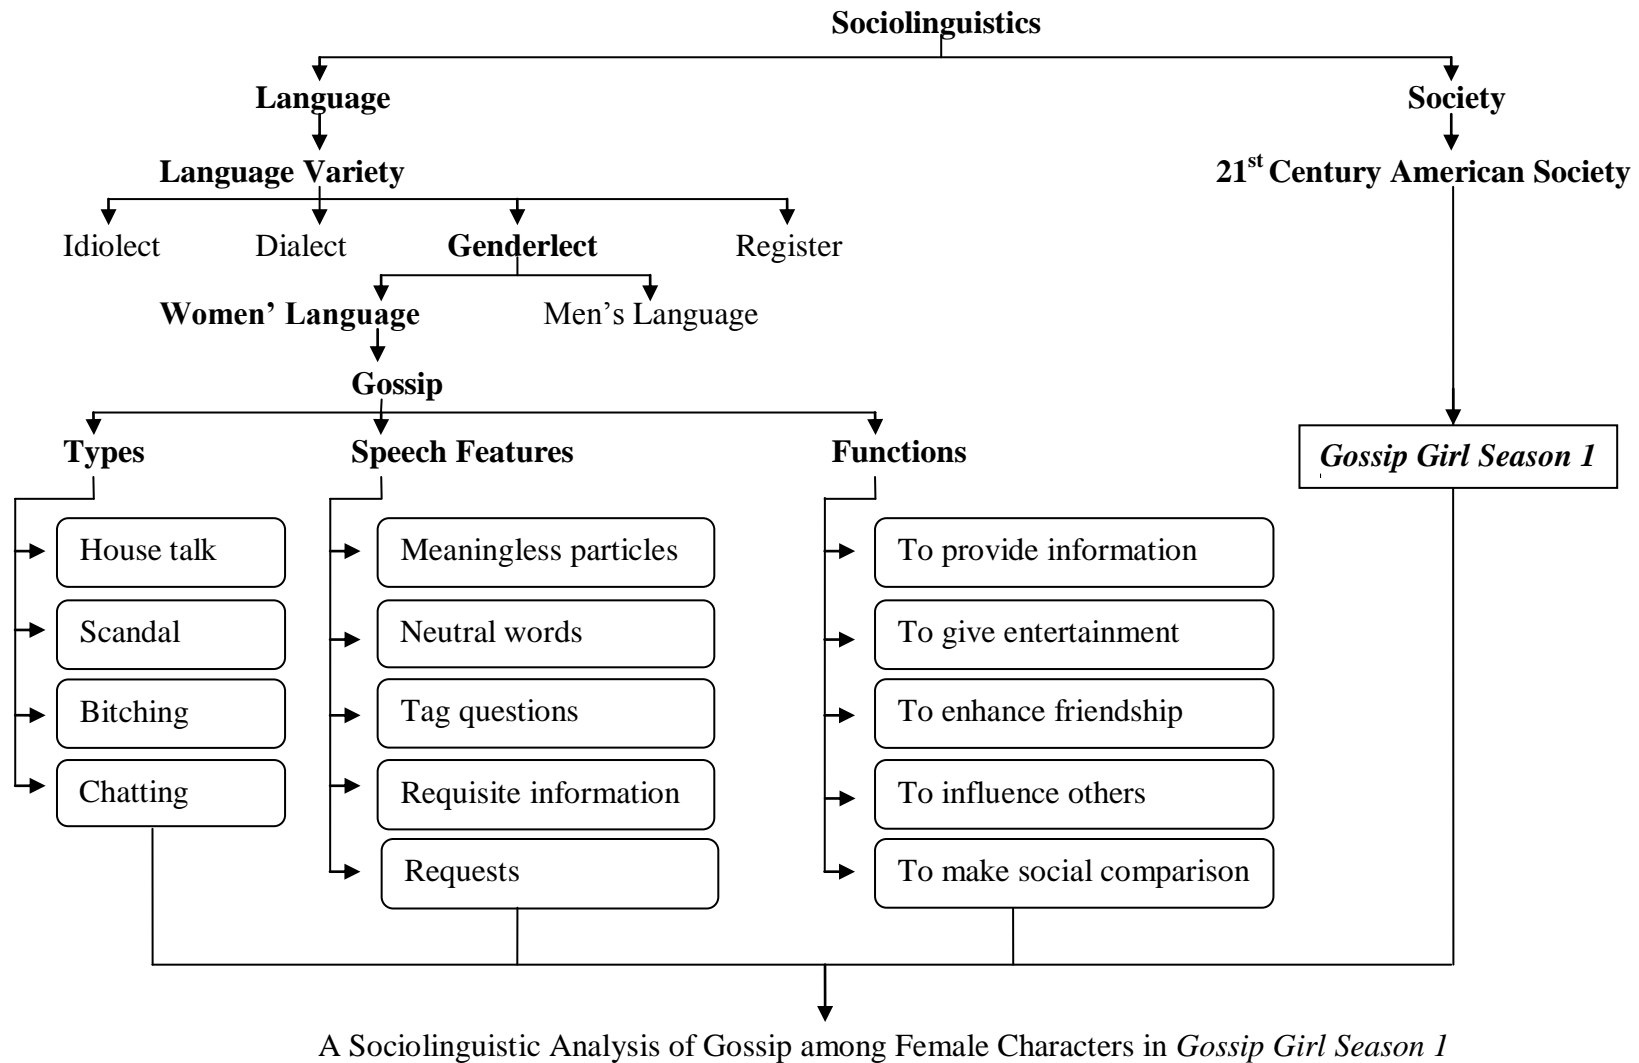 Sociolinguistics
Language
Society
Language Variety
21st Century American Society
Idiolect
Dialect
Genderlect
Register
Women’ Language
Men’s Language
Gossip
Types
Speech Features
Functions
Gossip Girl Season 1
House talk
Meaningless particles
To provide information
Scandal
Neutral words
To give entertainment
Bitching
Tag questions
To enhance friendship
Chatting
Requisite information
To influence others
Requests
To make social comparison
A Sociolinguistic Analysis of Gossip among Female Characters in Gossip Girl Season 1